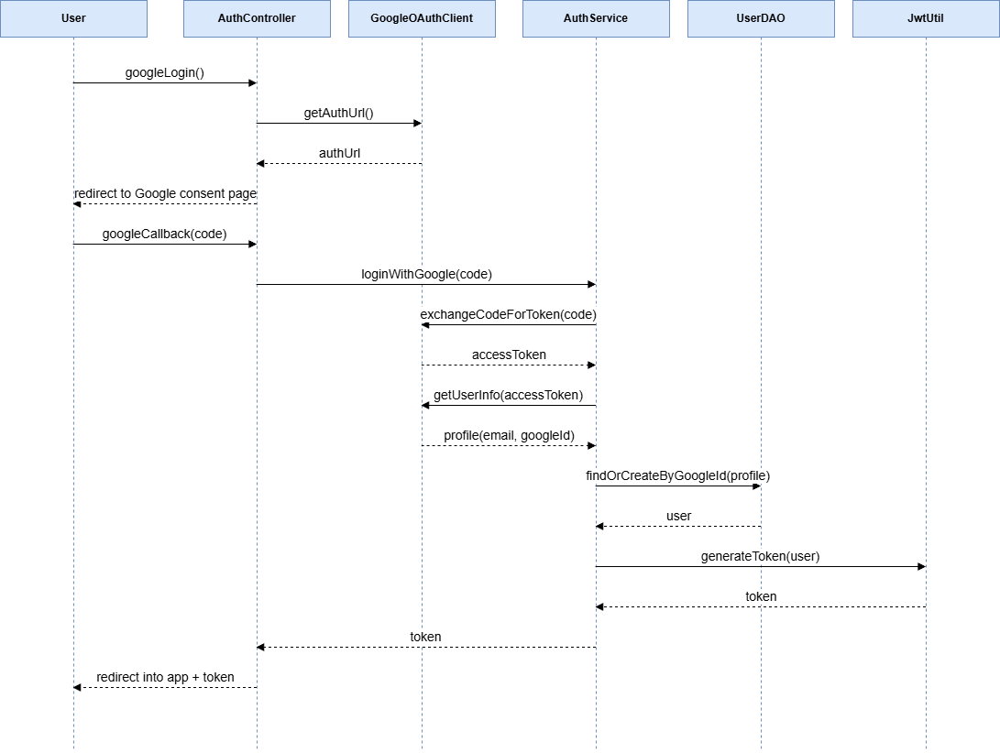 User
AuthController
GoogleOAuthClient
AuthService
UserDAO
JwtUtil
googleLogin()
getAuthUrl()
authUrl
redirect to Google consent page
googleCallback(code)
loginWithGoogle(code)
exchangeCodeForToken(code)
accessToken
getUserInfo(accessToken)
profile(email, googleId)
findOrCreateByGoogleId(profile)
user
generateToken(user)
token
token
redirect into app + token